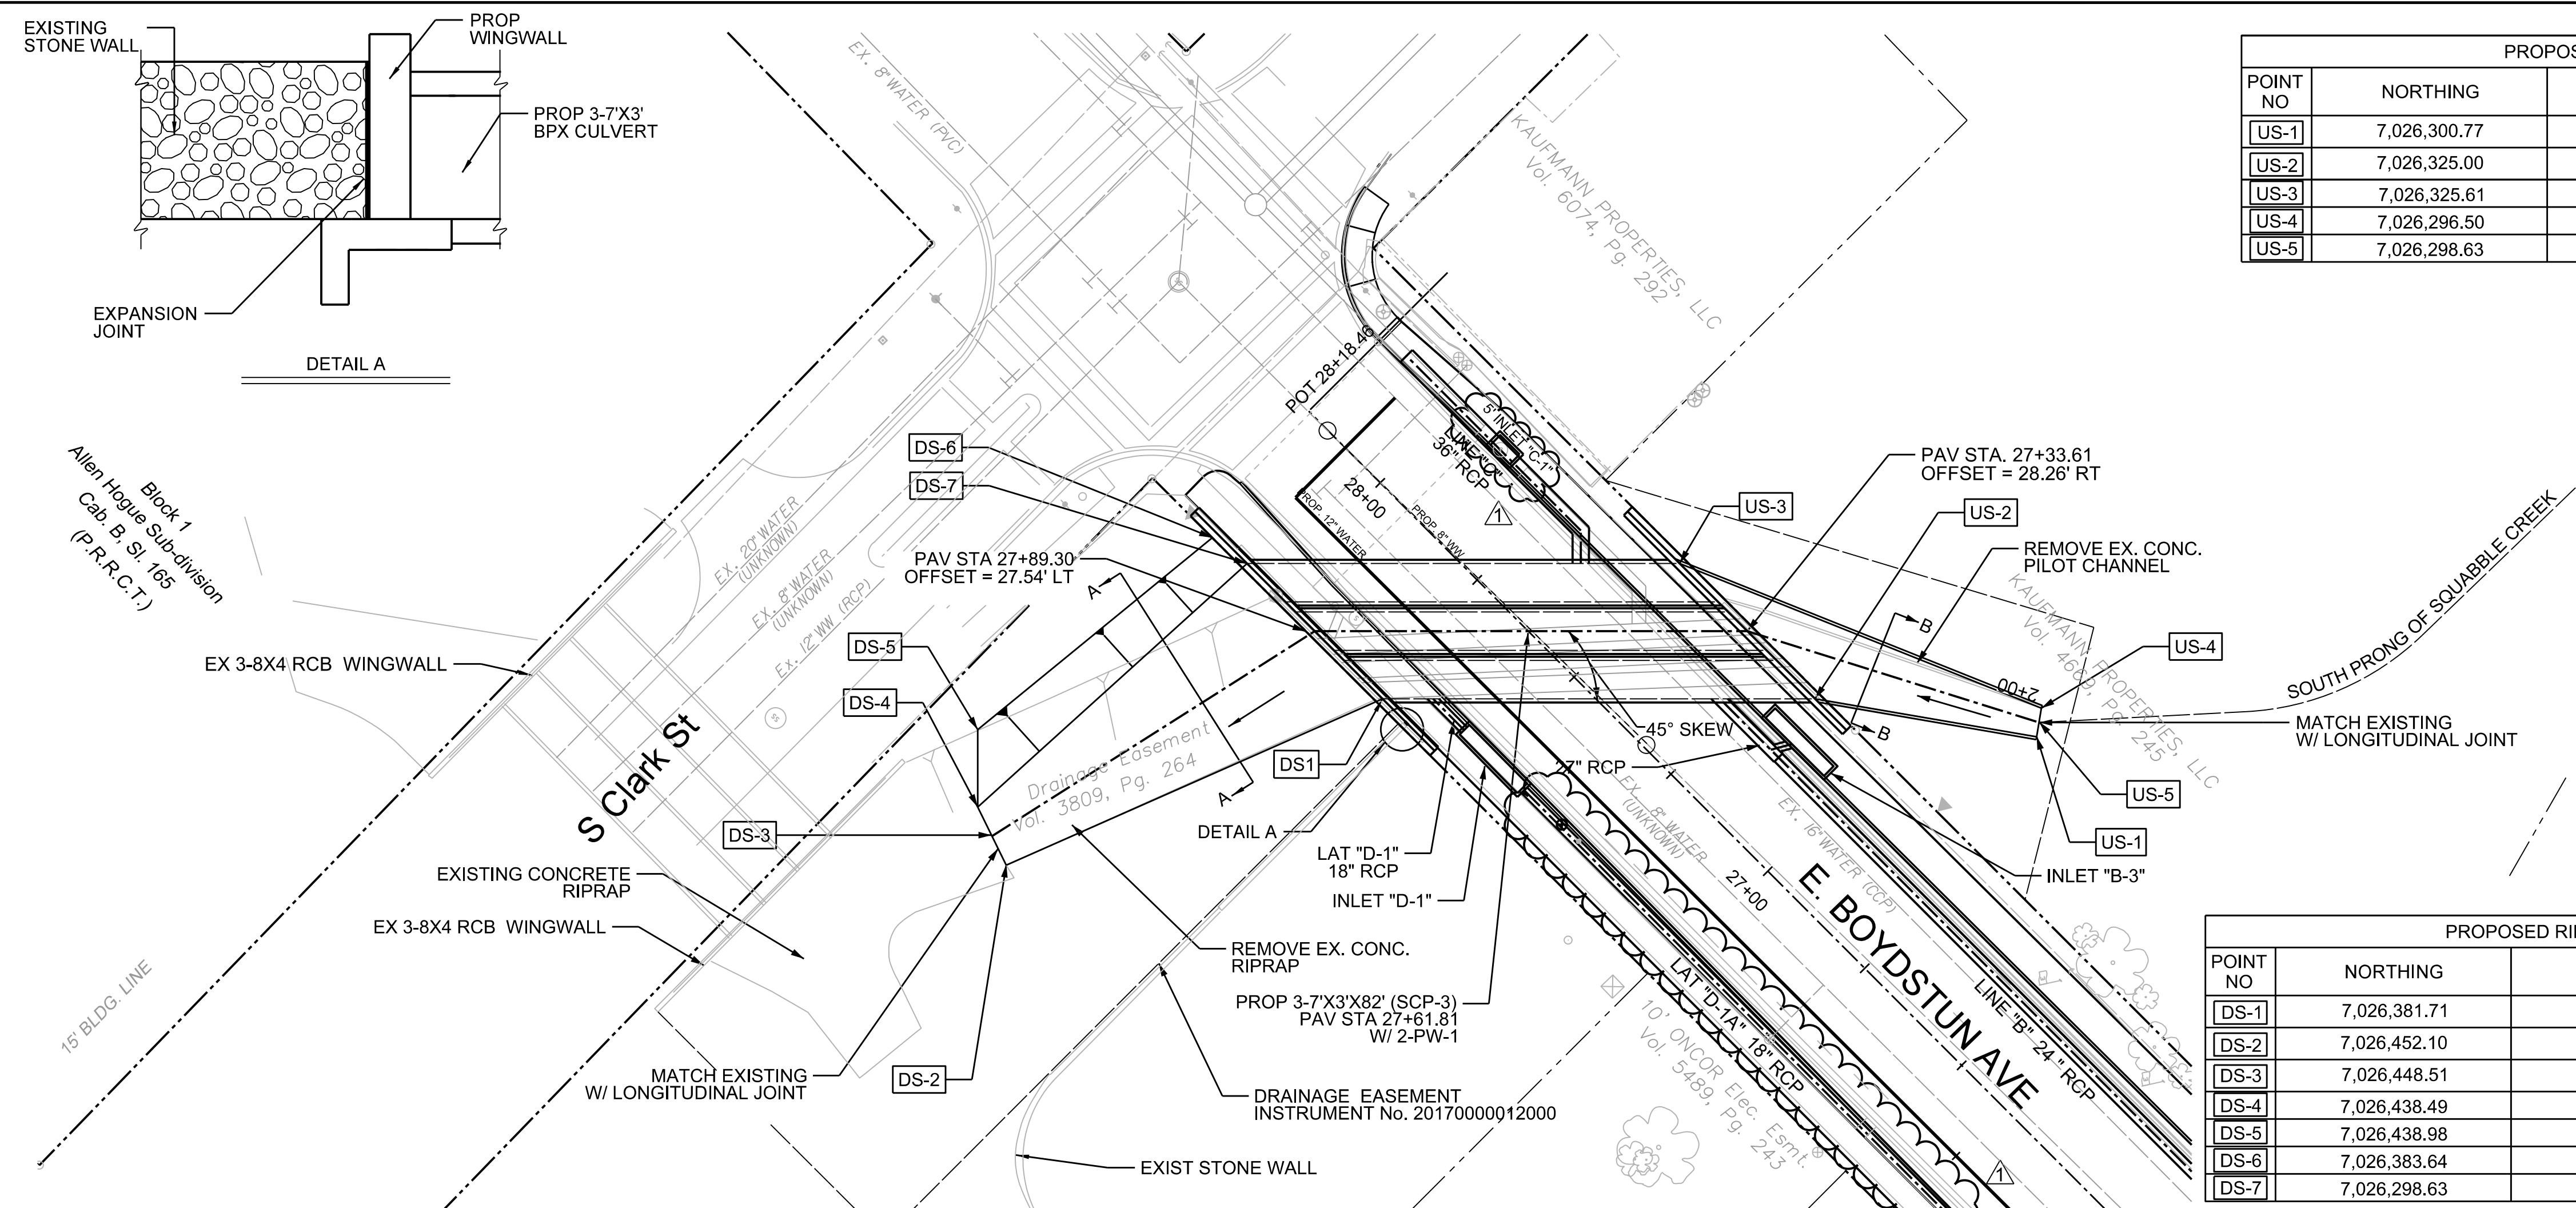 EXISTING
STONE WALL
PROP
WINGWALL
PROP 3-7'X3'
BPX CULVERT
EXPANSION
JOINT
DETAIL A
EX. 8" WATER (PVC)
KAUFMANN PROPERTIES, LLC
Vol. 6074, Pg. 292
PROPOS
POINT
NO
NORTHING
US-1
7,026,300.77
US-2
7,026,325.00
US-3
7,026,325.61
US-4
7,026,296.50
US-5
7,026,298.63
POT 28+18.46
5' INLET "C-1"
LINE "C"
36" RCP
1
28+00
PROP. 12" WATER
PROP. 8" WW
DS-6
DS-7
PAV STA 27+89.30
OFFSET = 27.54' LT
PAV STA. 27+33.61
OFFSET = 28.26' RT
US-3
US-2
REMOVE EX. CONC.
PILOT CHANNEL
Block 1
Allen Hogue Sub-division
Cab. B, Sl. 165
(P.R.R.C.T.)
EX. 20" WATER
(UNKNOWN)
EX. 8" WATER
(UNKNOWN)
Ex. 12" WW (RCP)
SS
SS
A
A
B
B
DS-5
DS-4
EX 3-8X4 RCB WINGWALL
KAUFMANN PROPERTIES, LLC
Vol. 4669, Pg. 245
US-4
2+00
SOUTH PRONG OF SQUABBLE CREEK
MATCH EXISTING
W/ LONGITUDINAL JOINT
US-5
US-1
45° SKEW
27" RCP
DS1
Drainage Easement
Vol. 3809, Pg. 264
S Clark St
DS-3
DETAIL A
LAT "D-1"
18" RCP
INLET "D-1"
EX. 8" WATER
(UNKNOWN)
EX. 16" WATER (CCP)
27+00
INLET "B-3"
E. BOYDSTUN AVE
EXISTING CONCRETE
RIPRAP
EX 3-8X4 RCB WINGWALL
REMOVE EX. CONC.
RIPRAP
PROP 3-7'X3'X82' (SCP-3)
PAV STA 27+61.81
W/ 2-PW-1
LAT "D-1A" 18" RCP
LINE "B" 24" RCP
15' BLDG. LINE
MATCH EXISTING
W/ LONGITUDINAL JOINT
DS-2
DRAINAGE EASEMENT
INSTRUMENT No. 20170000012000
EXIST STONE WALL
10' ONCOR Elec. Esmt.
Vol. 5489, Pg. 243
1
PROPOSED RI
POINT
NO
NORTHING
DS-1
7,026,381.71
DS-2
7,026,452.10
DS-3
7,026,448.51
DS-4
7,026,438.49
DS-5
7,026,438.98
DS-6
7,026,383.64
DS-7
7,026,298.63